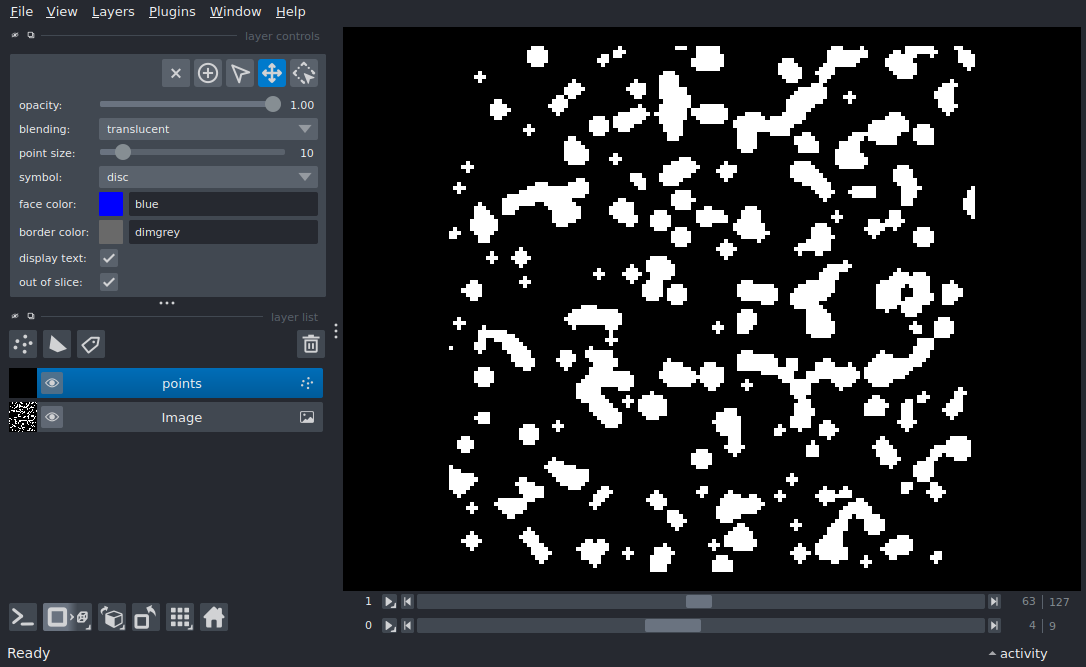 File View Layers Plugins Window Help
layer controls
opacity: 1.00
blending: translucent
point size: 10
symbol: disc
face color: blue
border color: dimgrey
display text:
out of slice:
layer list
points
Image
1 63 127
0 4 9
Ready activity